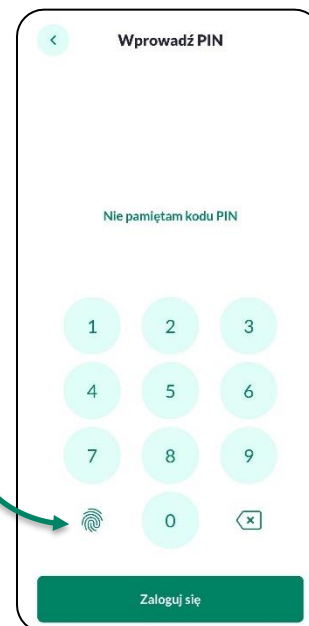 Wprowadź PIN
Nie pamiętam kodu PIN
1 2 3
4 5 6
7 8 9
0
Zaloguj się